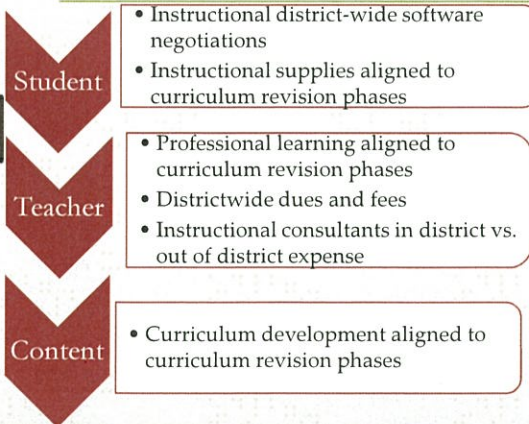 Student
• Instructional district-wide software
negotiations
• Instructional supplies aligned to
curriculum revision phases
Teacher
• Professional learning aligned to
curriculum revision phases
• Districtwide dues and fees
• Instructional consultants in district vs.
out of district expense
Content
• Curriculum development aligned to
curriculum revision phases